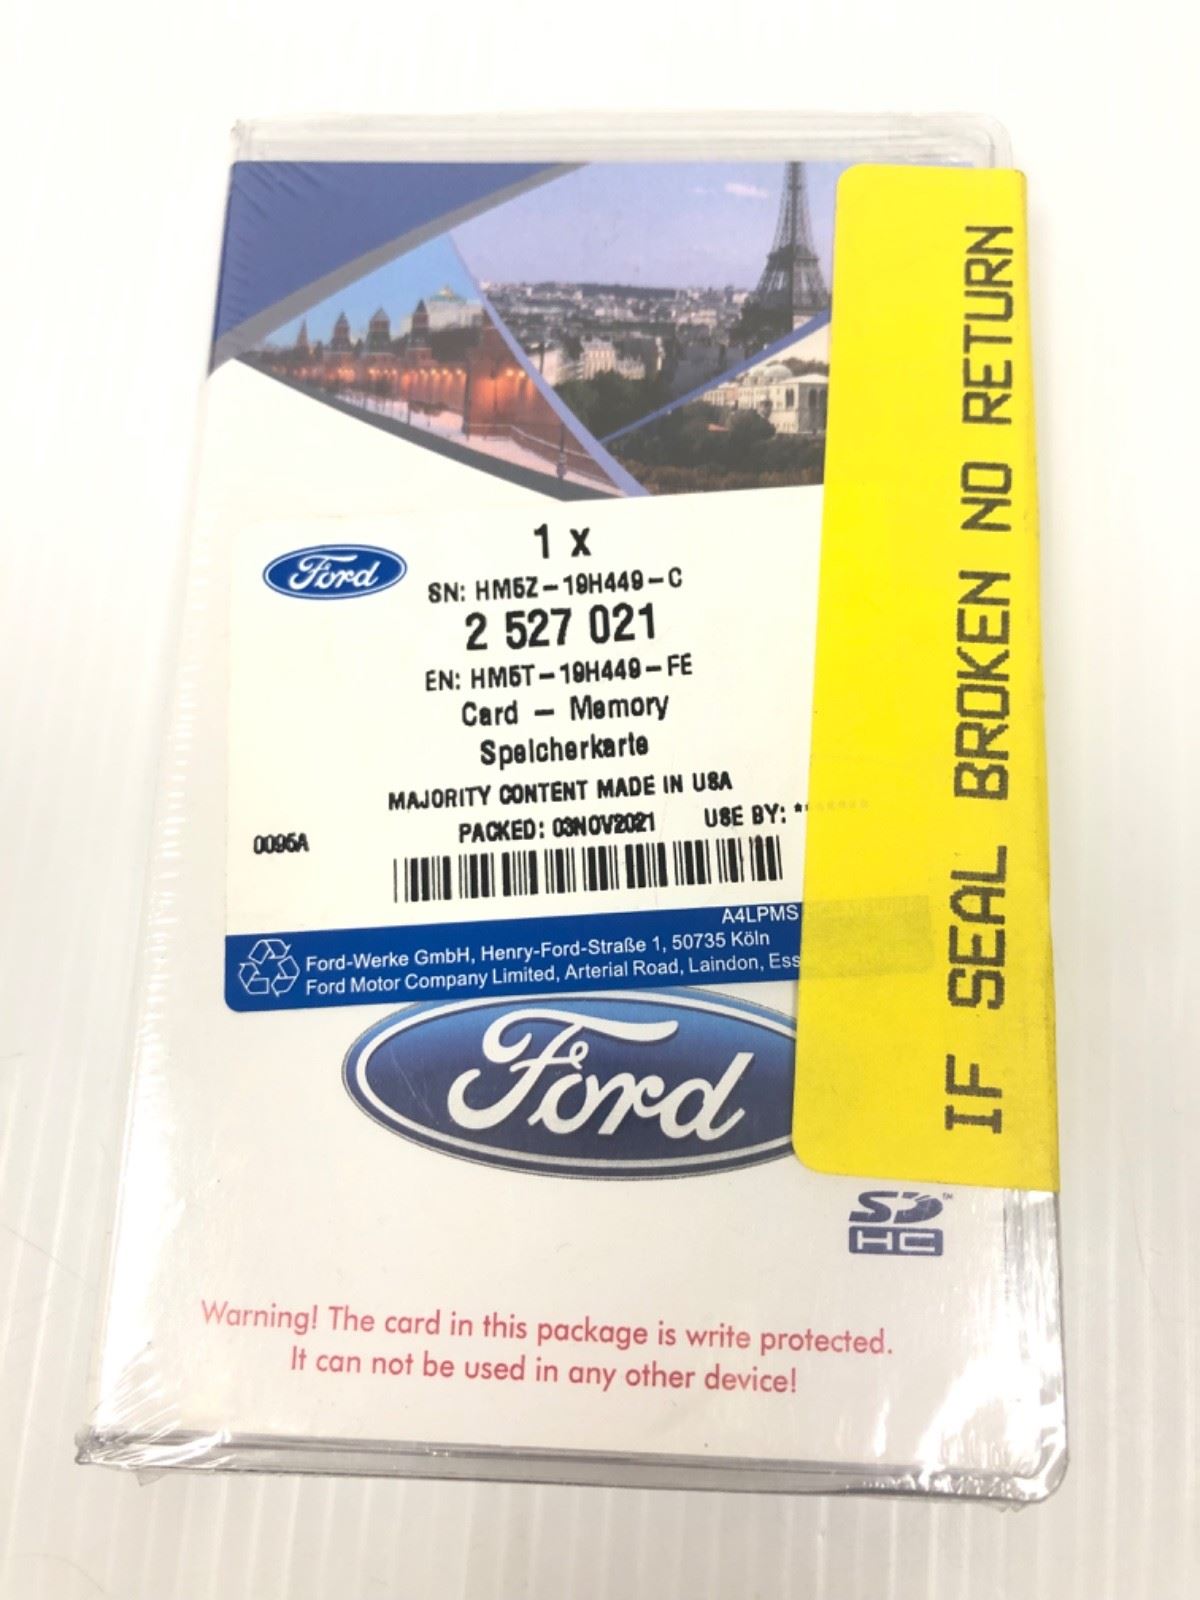 1 x
Ford
SN: HM5Z-19H449-C
2 527 021
EN: HM5T-19H449-FE
Card - Memory
Speicherkarte
MAJORITY CONTENT MADE IN USA
PACKED: 03NOV2021 USE BY: *
0095A
A4LPMS
Ford-Werke GmbH, Henry-Ford-Straße 1, 50735 Köln
Ford Motor Company Limited, Arterial Road, Laindon, Ess
Ford
IF SEAL BROKEN NO RETURN
SD™
HC
Warning! The card in this package is write protected.
It can not be used in any other device!